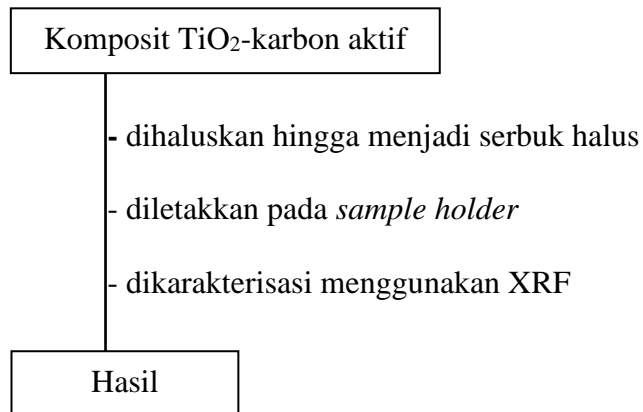 Komposit TiO₂-karbon aktif
- dihaluskan hingga menjadi serbuk halus
- diletakkan pada sample holder
- dikarakterisasi menggunakan XRF
Hasil